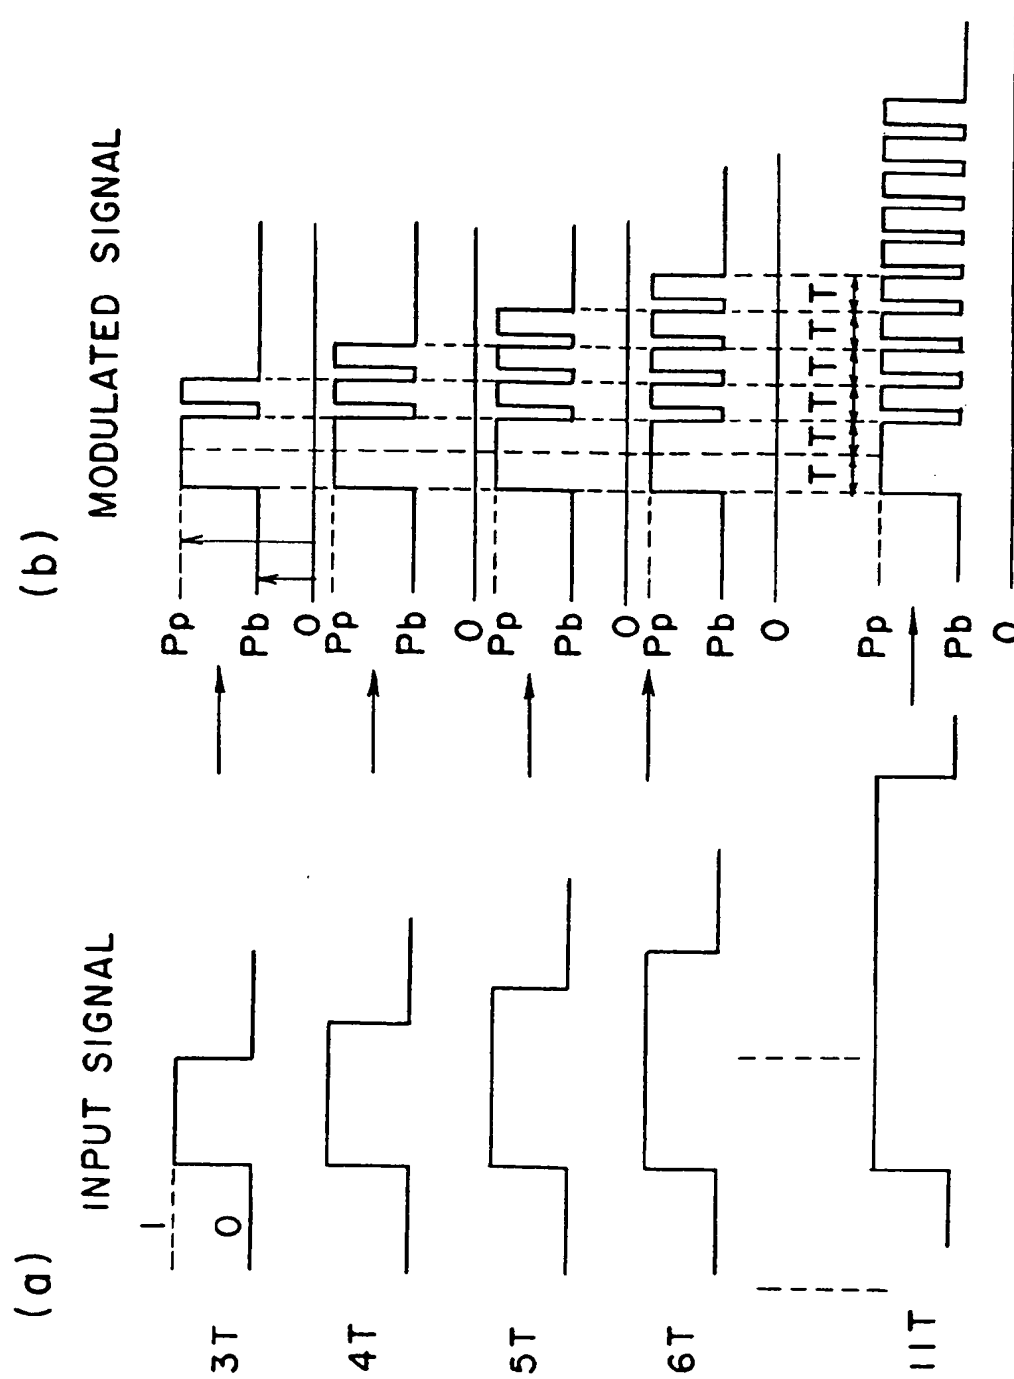 (a)
INPUT SIGNAL
1
0
3T
4T
5T
6T
11T
(b)
MODULATED SIGNAL
Pp
Pb
0
Pp
Pb
0
Pp
Pb
0
Pp
Pb
0
T T T T T T
Pp
Pb
0